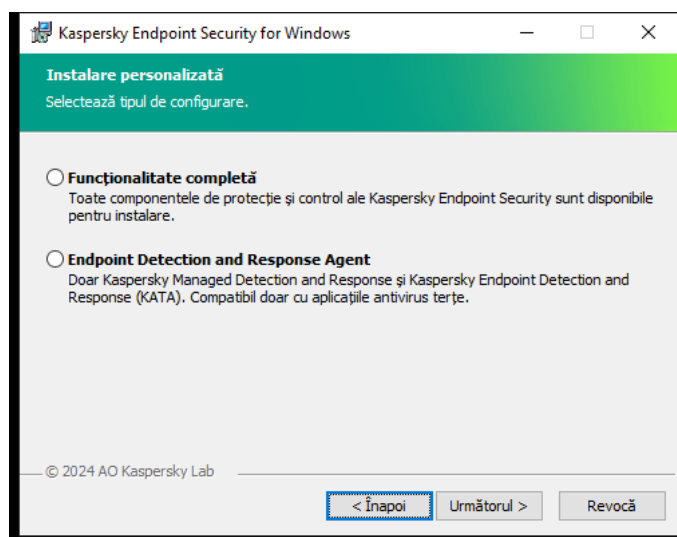 Kaspersky Endpoint Security for Windows
Instalare personalizată
Selectează tipul de configurare.
Funcționalitate completă
Toate componentele de protecție și control ale Kaspersky Endpoint Security sunt disponibile
pentru instalare.
Endpoint Detection and Response Agent
Doar Kaspersky Managed Detection and Response și Kaspersky Endpoint Detection and
Response (KATA). Compatibil doar cu aplicațiile antivirus terțe.
© 2024 AO Kaspersky Lab
< Înapoi Următorul > Revocă